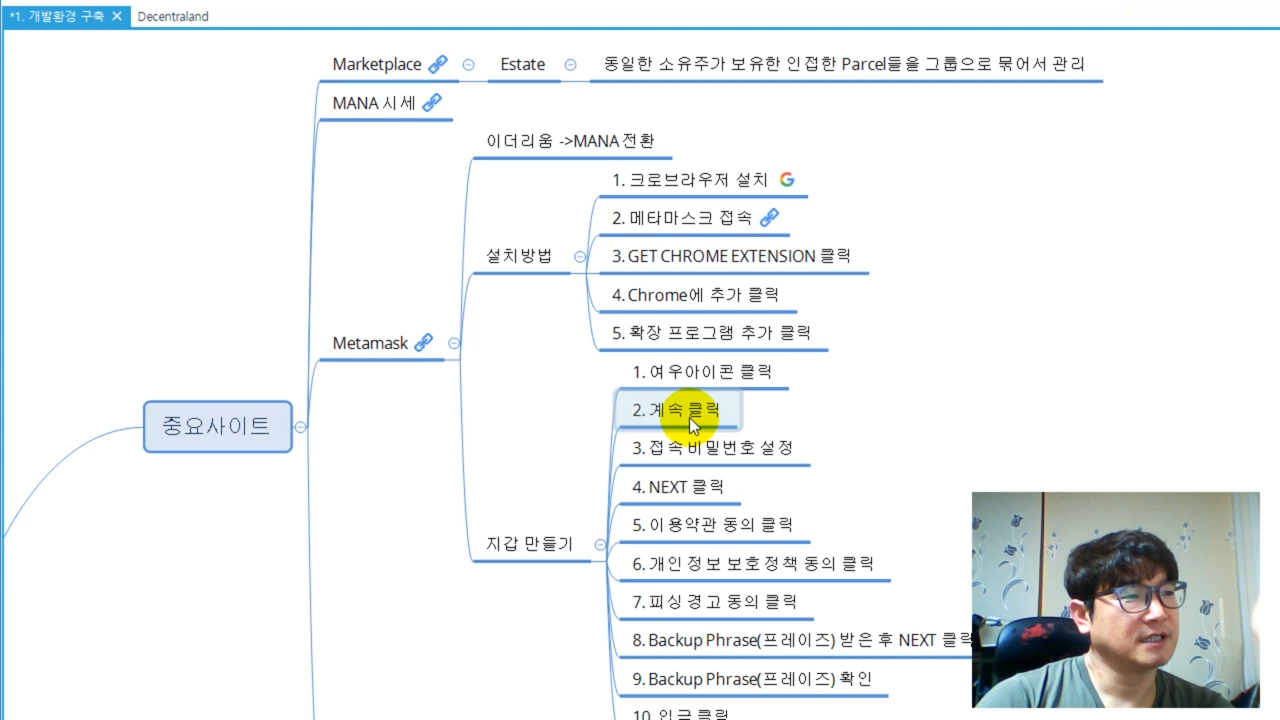 *1. 개발환경 구축
Decentraland
Marketplace
Estate
동일한 소유주가 보유한 인접한 Parcel들을 그룹으로 묶어서 관리
MANA 시세
이더리움 ->MANA 전환
1. 크로브라우저 설치
2. 메타마스크 접속
설치방법
3. GET CHROME EXTENSION 클릭
4. Chrome에 추가 클릭
5. 확장 프로그램 추가 클릭
Metamask
1. 여우아이콘 클릭
중요사이트
2. 계속 클릭
3. 접속 비밀번호 설정
4. NEXT 클릭
5. 이용약관 동의 클릭
지갑 만들기
6. 개인 정보 보호 정책 동의 클릭
7. 피싱 경고 동의 클릭
8. Backup Phrase(프레이즈) 받은 후 NEXT 클릭
9. Backup Phrase(프레이즈) 확인
10. 입금 클릭